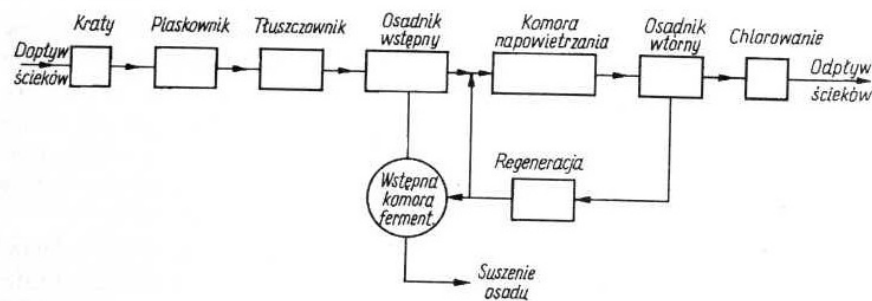 Kraty
Piaskownik
Tłuszczownik
Osadnik
wstępny
Komora
napowietrzania
Osadnik
wtórny
Chlorowanie
Dopływ
ścieków
Odpływ
ścieków
Regeneracja
Wstępna
komora
ferment.
Suszenie
osadu